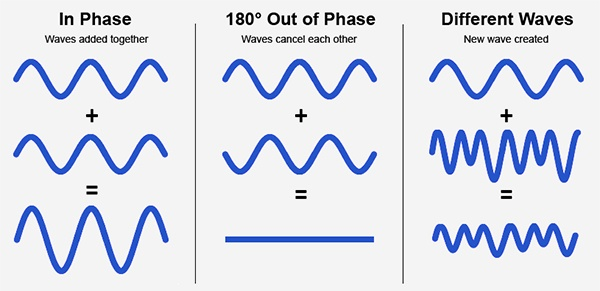 In Phase
Waves added together
+
=
180° Out of Phase
Waves cancel each other
+
=
Different Waves
New wave created
+
=